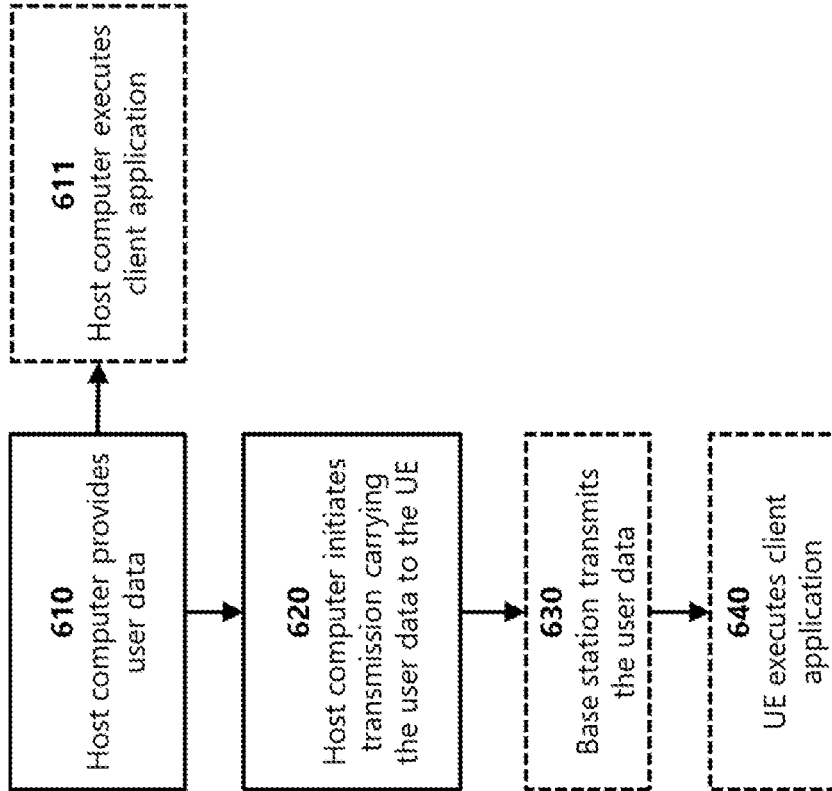 610
Host computer provides
user data
611
Host computer executes
client application
620
Host computer initiates
transmission carrying
the user data to the UE
630
Base station transmits
the user data
640
UE executes client
application